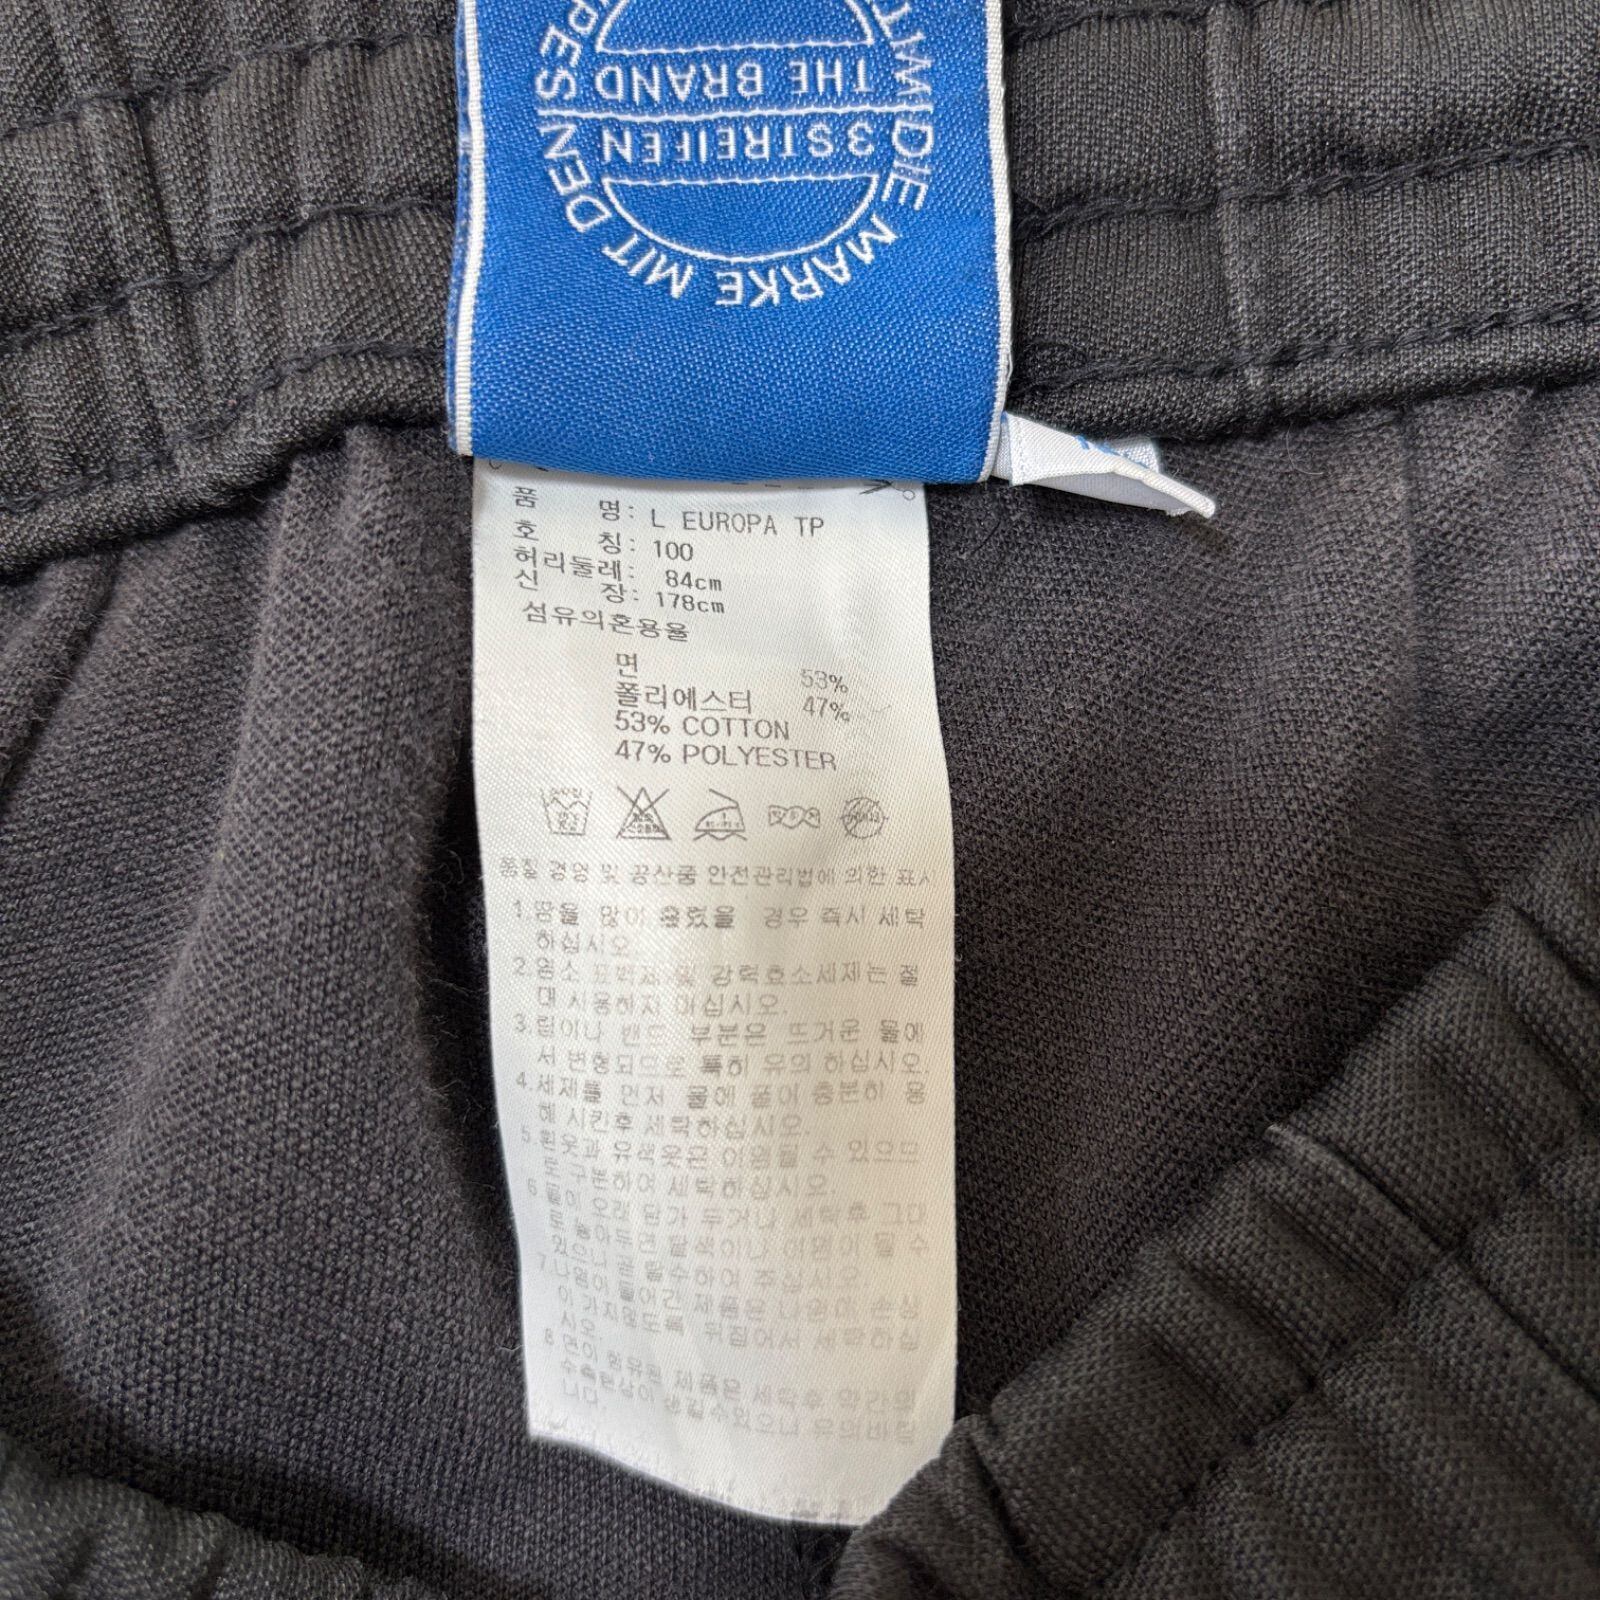 DIE MARKE MIT DEN
3 STREIFEN
THE BRAND
품 명: L EUROPA TP
호 칭: 100
허리둘레: 84cm
신 장: 178cm
섬유의혼용율
면 53%
폴리에스터 47%
53% COTTON
47% POLYESTER
품질 경영 및 공산품 안전관리법에 의한 표시
1.땀을 많이 흘렸을 경우 즉시 세탁
하십시오.
2.염소 표백제 및 강력효소세제는 절
대 사용하지 마십시오.
3.림이나 밴드 부분은 뜨거운 물에
서 변형되므로 특히 유의 하십시오.
4.세제를 먼저 물에 풀어 충분히 용
해 시킨후 세탁하십시오.
5.흰옷과 유색옷은 이염될 수 있으므
로 구분하여 세탁하십시오.
6.물에 오래 담가 두거나 세탁후 그대
로 놓아두면 탈색이나 이염이 될 수
있으니 하여 주십시오.
7.나염이 들어간 제품은 나염이 손상
되지 않도록 뒤집어서 세탁하십
시오.
8.면이 함유된 제품은 세탁후 약간의
수축현상이 생길수있으니 유의바랍
니다.